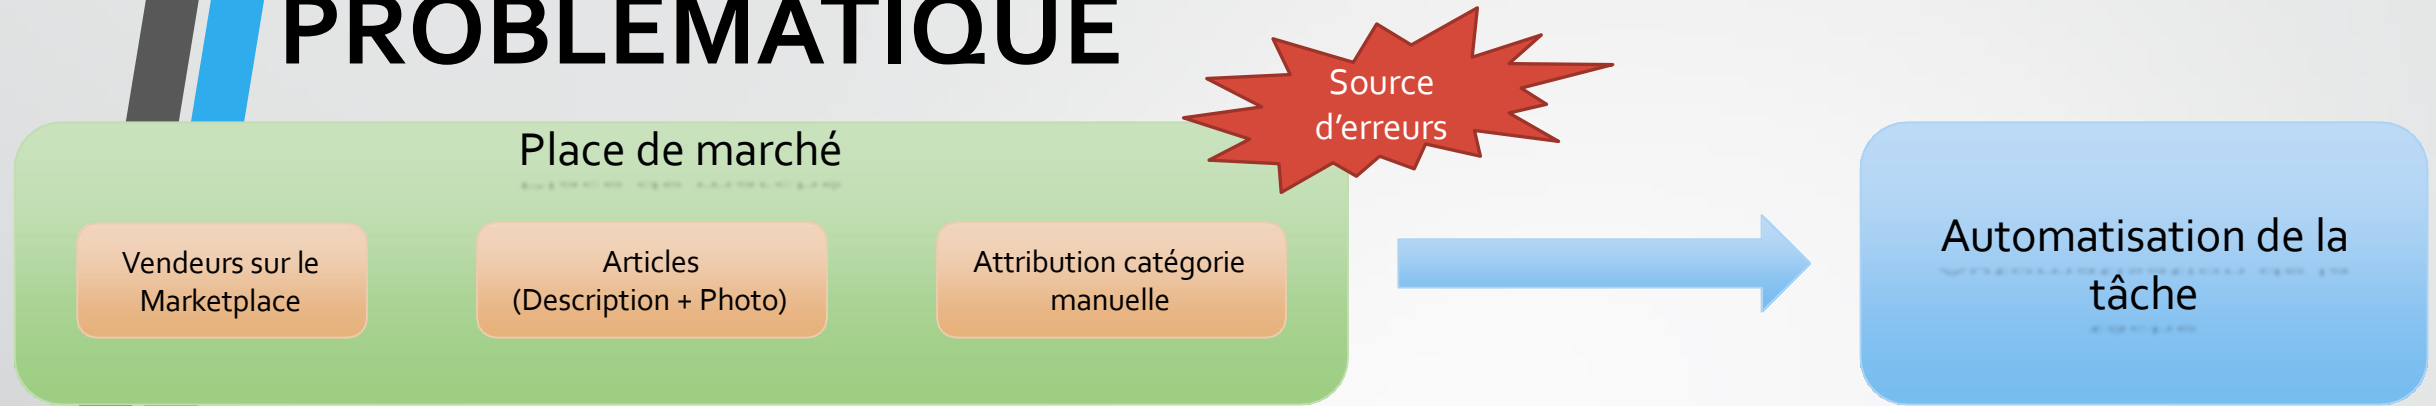 PROBLÉMATIQUE
Source
d’erreurs
Place de marché
Vendeurs sur le
Marketplace
Articles
(Description + Photo)
Attribution catégorie
manuelle
Automatisation de la
tâche